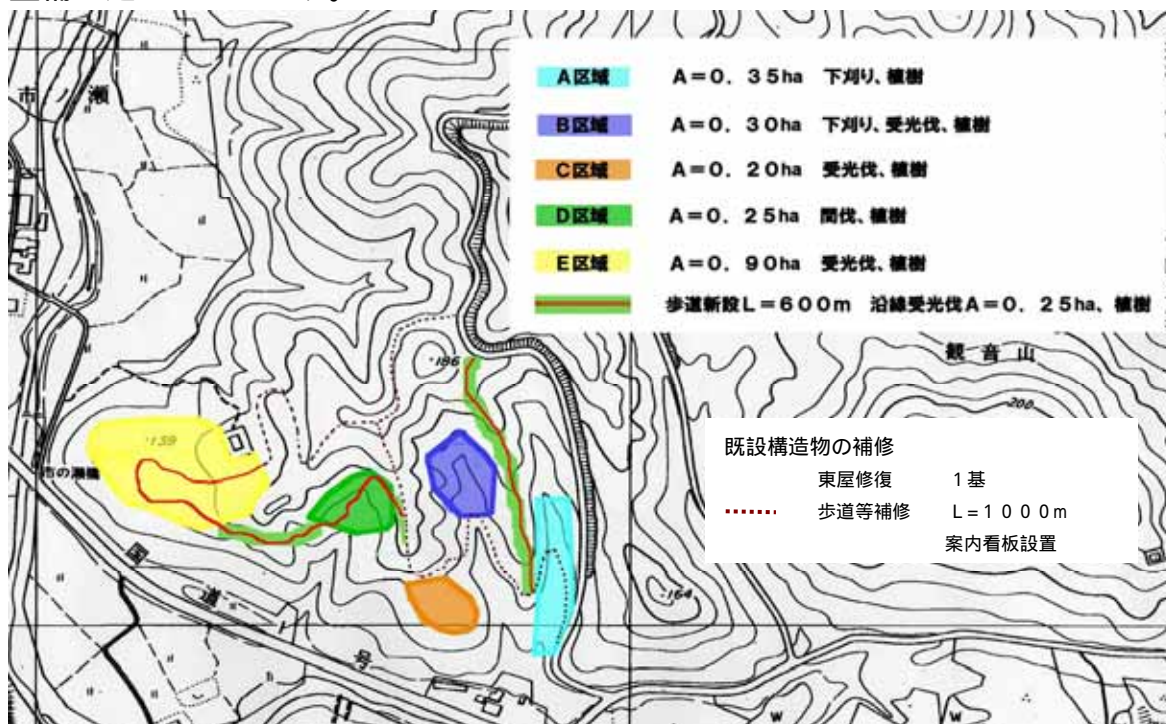 A区域 A=0.35ha 下刈り、植樹
B区域 A=0.30ha 下刈り、受光伐、植樹
C区域 A=0.20ha 受光伐、植樹
D区域 A=0.25ha 間伐、植樹
E区域 A=0.90ha 受光伐、植樹
歩道新設L=600m 沿線受光伐A=0.25ha、植樹
市ノ瀬
観音山
200
186
既設構造物の補修
東屋修復 1基
歩道等補修 L=1000m
案内看板設置
159
市の瀬橋
国道
号
164
W
W